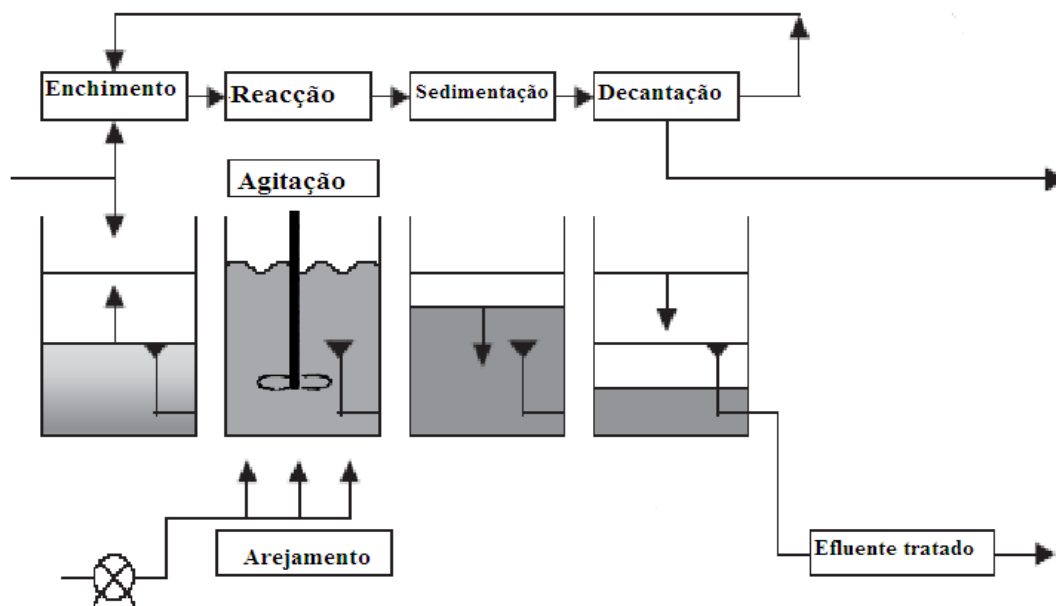 Enchimento
Reacção
Sedimentação
Decantação
Agitação
Arejamento
Efluente tratado